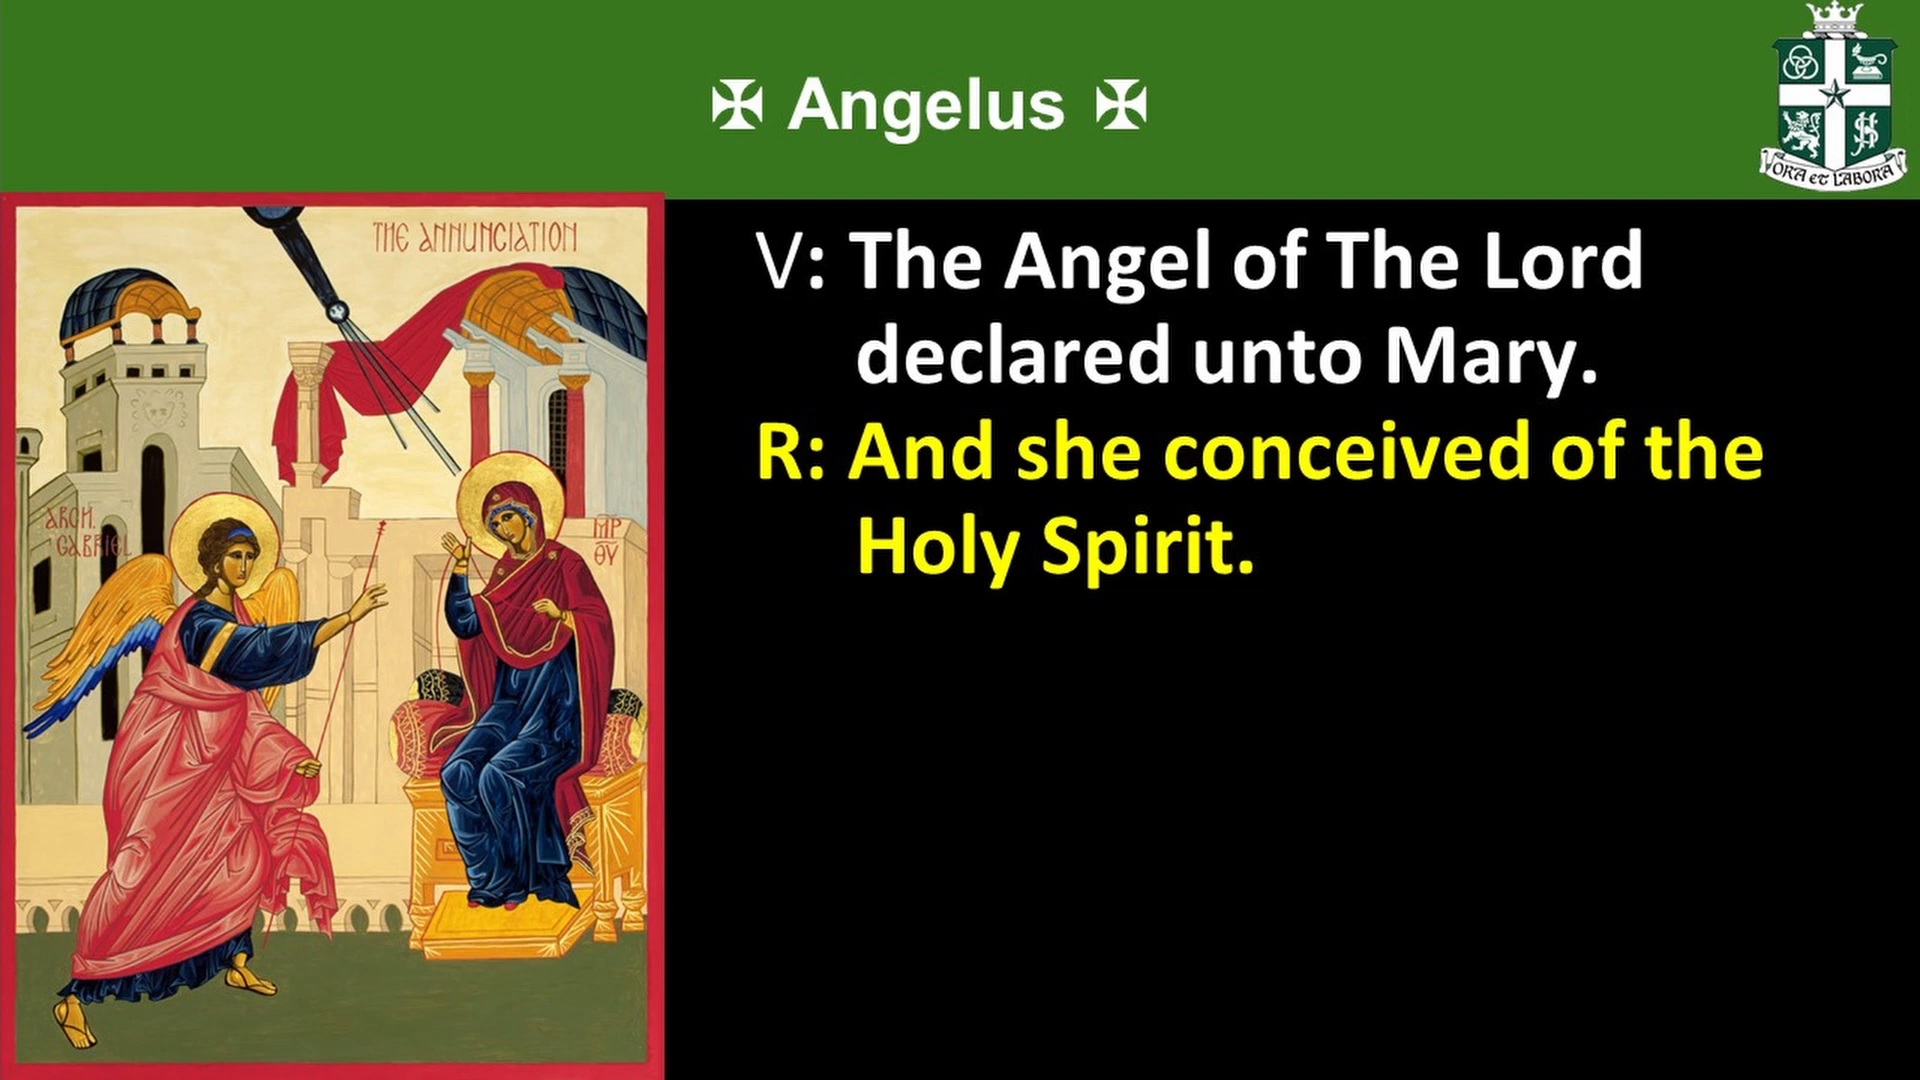 ✠ Angelus ✠
ORA ET LABORA
THE ANNUNCIATION
ARCH.
GABRIEL
MP
ΘY
V: The Angel of The Lord
declared unto Mary.
R: And she conceived of the
Holy Spirit.